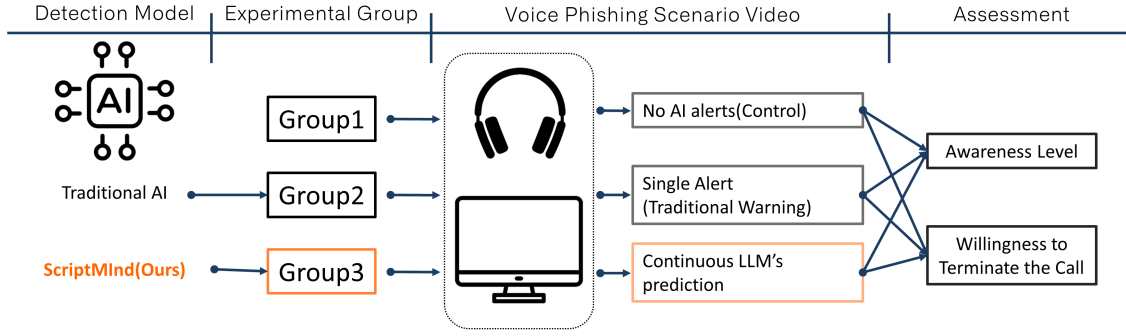 Detection Model
Experimental Group
Voice Phishing Scenario Video
Assessment
AI
Group1
No AI alerts(Control)
Awareness Level
Traditional AI
Group2
Single Alert
(Traditional Warning)
Willingness to
Terminate the Call
ScriptMInd(Ours)
Group3
Continuous LLM’s
prediction